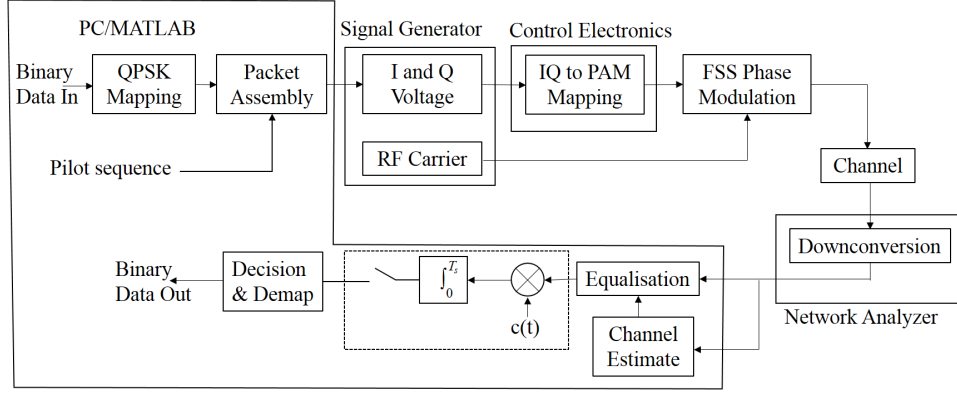 PC/MATLAB
Signal Generator
Control Electronics
Binary
Data In
QPSK
Mapping
Packet
Assembly
I and Q
Voltage
IQ to PAM
Mapping
FSS Phase
Modulation
Pilot sequence
RF Carrier
Channel
Downconversion
Network Analyzer
Binary
Data Out
Decision
& Demap
∫₀^{Tₛ}
c(t)
Equalisation
Channel
Estimate